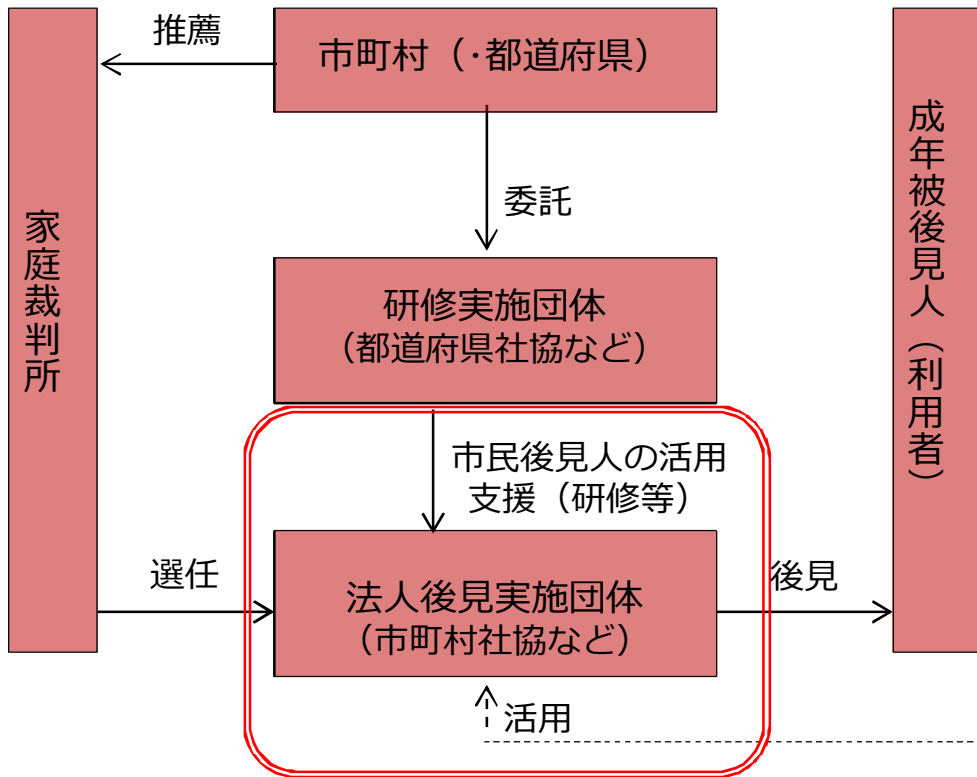 推薦
市町村（・都道府県）
委託
家庭裁判所
成年被後見人（利用者）
研修実施団体
（都道府県社協など）
市民後見人の活用
支援（研修等）
選任
法人後見実施団体
（市町村社協など）
後見
活用